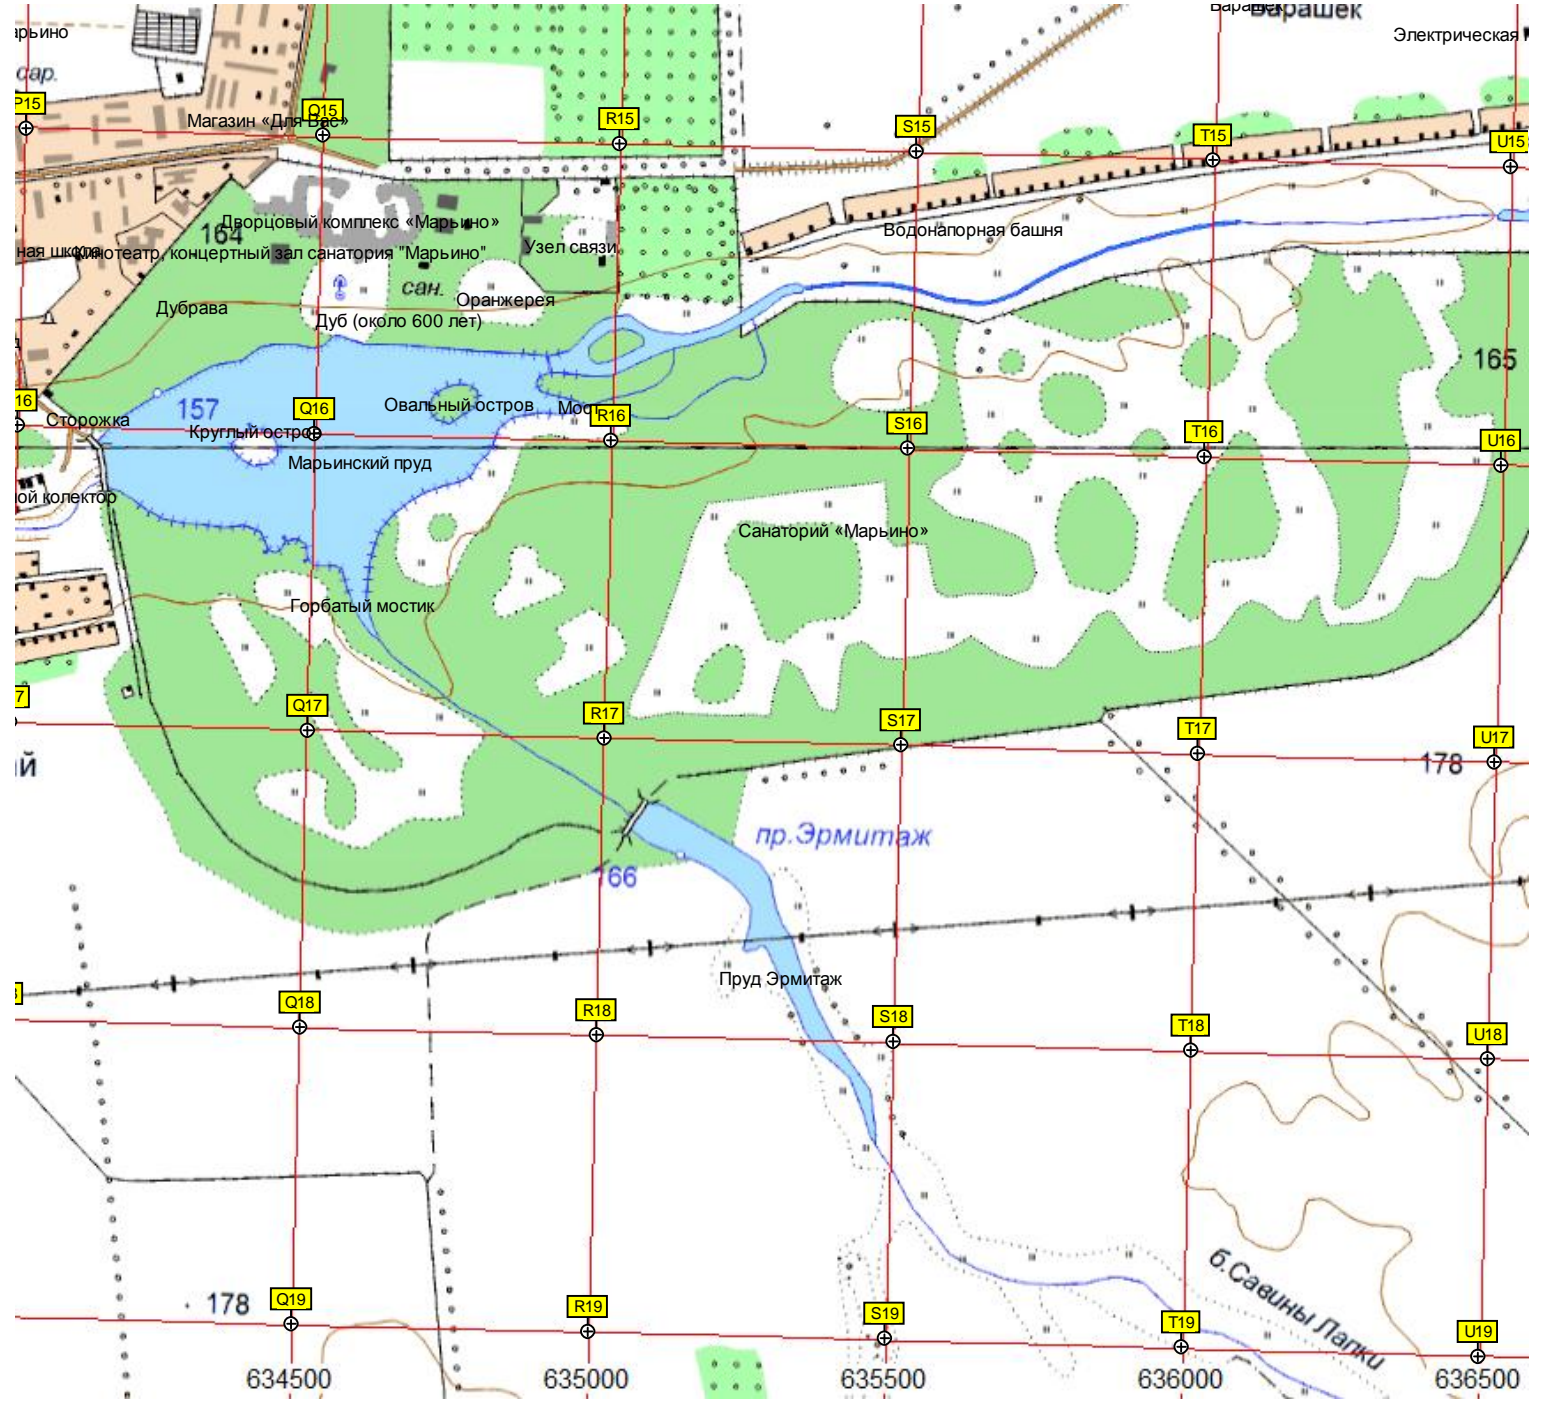 Варашек
Варашек
Электрическая
арьино
сар.
P15
Q15
Магазин «Для Вас»
R15
S15
T15
U15
164
Дворцовый комплекс «Марьино»
Водонапорная башня
ная школа
Кинотеатр, концертный зал санатория "Марьино"
Узел связи
сан.
Оранжерея
Дубрава
Дуб (около 600 лет)
165
16
157
Q16
Овальный остров
Мост
R16
S16
T16
U16
Сторожка
Круглый остров
Марьинский пруд
ой колектор
Санаторий «Марьино»
Горбатый мостик
7
Q17
R17
S17
T17
U17
й
178
пр.Эрмитаж
166
Пруд Эрмитаж
Q18
R18
S18
T18
U18
б.Савины Лапки
178
Q19
R19
S19
T19
U19
634500
635000
635500
636000
636500